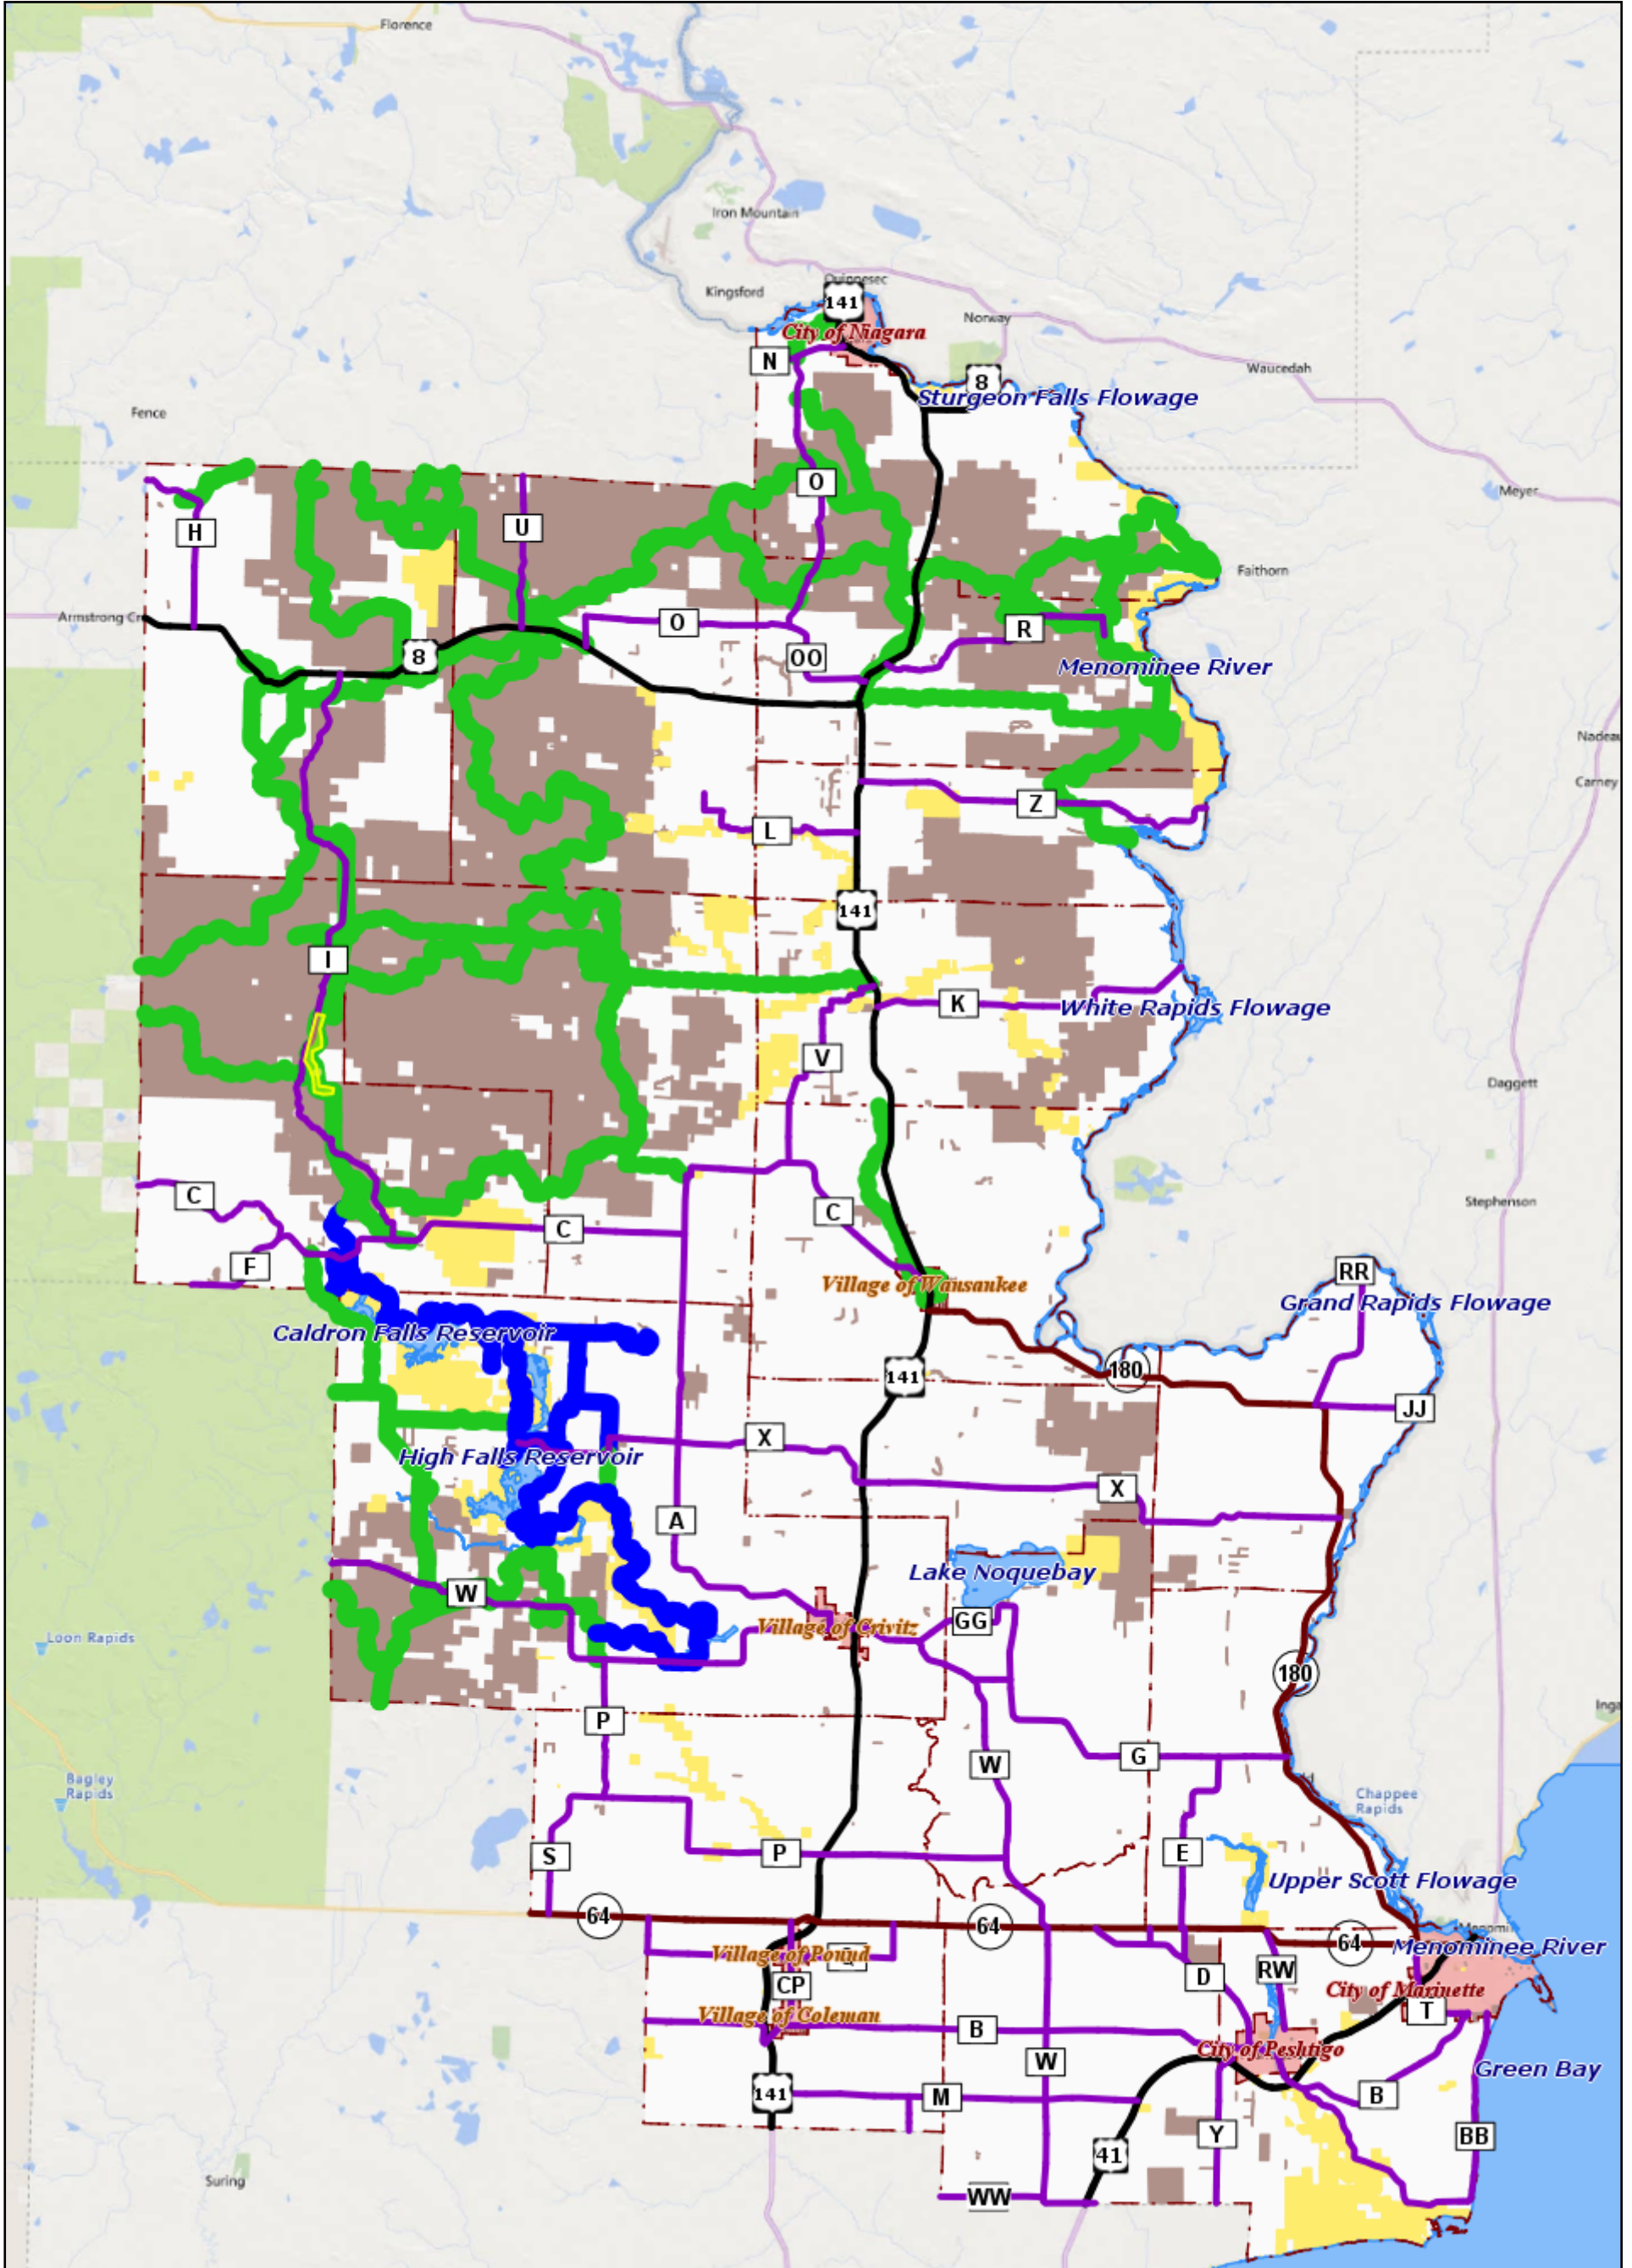 Florence
Iron Mountain
Quinnesec
Kingsford
141
Norway
City of Niagara
N
8
Waucedah
Sturgeon Falls Flowage
Fence
O
Meyer
H
U
Faithorn
Armstrong Cr
O
R
8
OO
Menominee River
Nadeau
Carney
Z
L
141
I
K
White Rapids Flowage
V
Daggett
C
C
C
Stephenson
F
RR
Village of Wausaukee
Grand Rapids Flowage
Caldron Falls Reservoir
180
141
JJ
X
High Falls Reservoir
X
A
Lake Noquebay
W
GG
Village of Crivitz
Loon Rapids
180
Inga
P
G
W
Bagley
Rapids
Chappee
Rapids
S
P
E
Upper Scott Flowage
64
64
Menomi
64
Menominee River
Village of Pound
D
RW
CP
City of Marinette
T
Village of Coleman
B
City of Peshtigo
W
Green Bay
141
M
B
Y
BB
41
Suring
WW